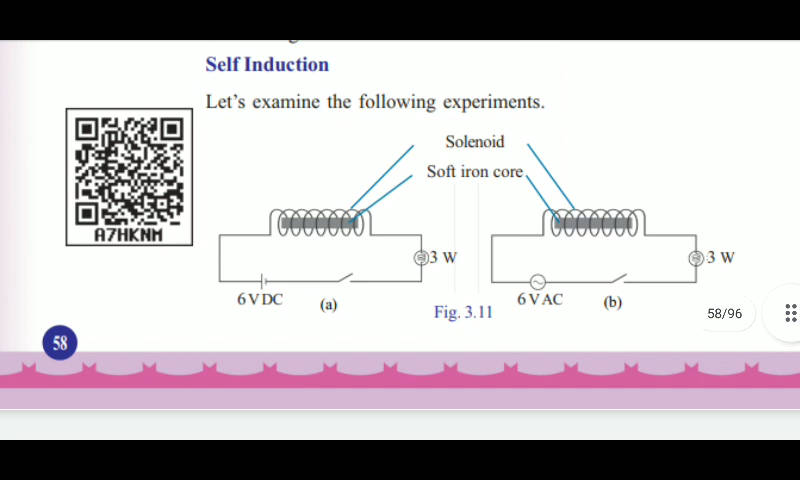 Self Induction
Let's examine the following experiments.
Solenoid
Soft iron core
A7HKNM
3 W
3 W
6 V DC
(a)
Fig. 3.11
6 V AC
(b)
58/96
58